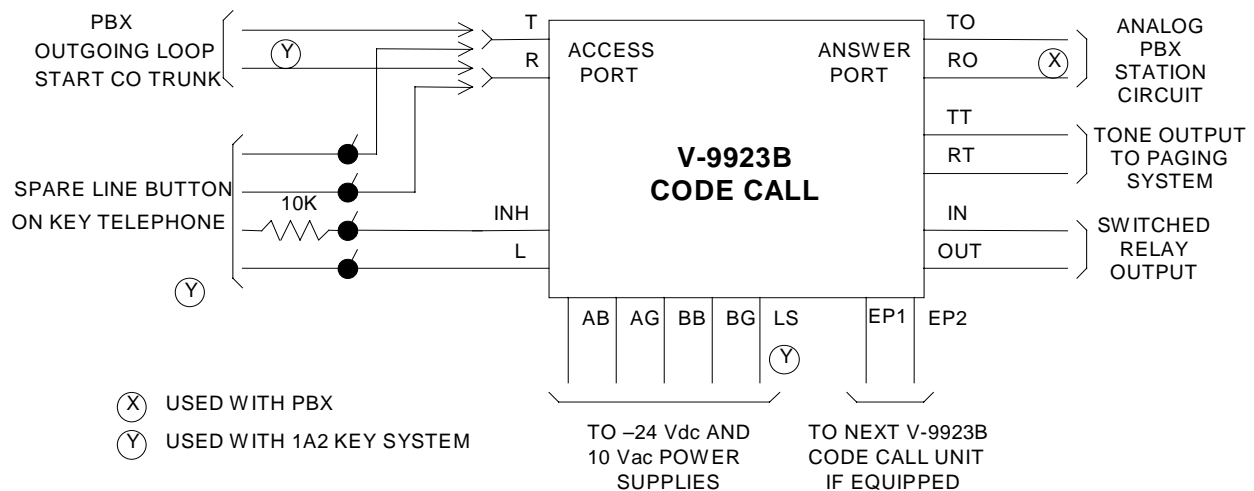 PBX
OUTGOING LOOP
START CO TRUNK
Y
T
R
ACCESS
PORT
ANSWER
PORT
TO
RO
X
ANALOG
PBX
STATION
CIRCUIT
TT
RT
TONE OUTPUT
TO PAGING
SYSTEM
V-9923B
CODE CALL
SPARE LINE BUTTON
ON KEY TELEPHONE
10K
INH
L
Y
IN
OUT
SWITCHED
RELAY
OUTPUT
AB
AG
BB
BG
LS
Y
EP1
EP2
X USED WITH PBX
Y USED WITH 1A2 KEY SYSTEM
TO –24 Vdc AND
10 Vac POWER
SUPPLIES
TO NEXT V-9923B
CODE CALL UNIT
IF EQUIPPED